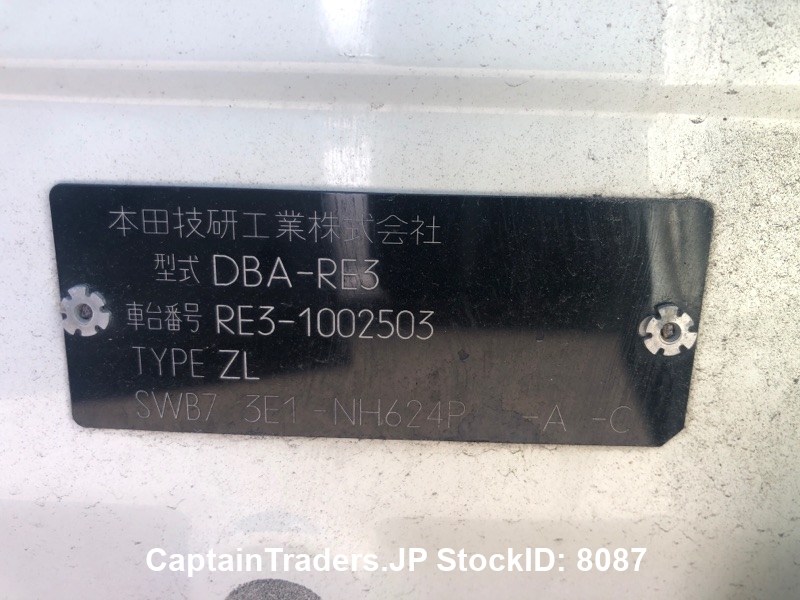 本田技研工業株式会社
型式 DBA-RE3
車台番号 RE3-1002503
TYPE ZL
SWB7 3E1 -NH624P -A -C
CaptainTraders.JP StockID: 8087